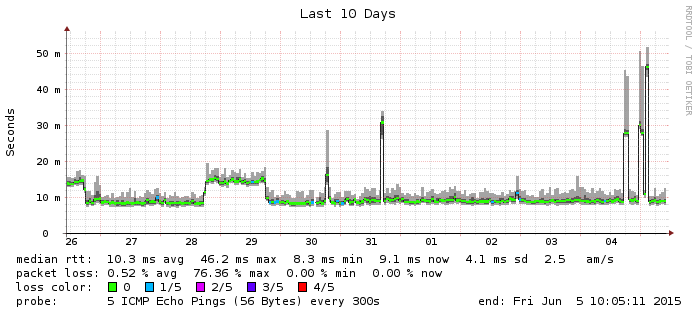 Last 10 Days
RRDTOOL / TOBI OETIKER
Seconds
50 m
40 m
30 m
20 m
10 m
0
26 27 28 29 30 31 01 02 03 04
median rtt: 10.3 ms avg 46.2 ms max 8.3 ms min 9.1 ms now 4.1 ms sd 2.5 am/s
packet loss: 0.52 % avg 76.36 % max 0.00 % min 0.00 % now
loss color: 0 1/5 2/5 3/5 4/5
probe: 5 ICMP Echo Pings (56 Bytes) every 300s end: Fri Jun 5 10:05:11 2015